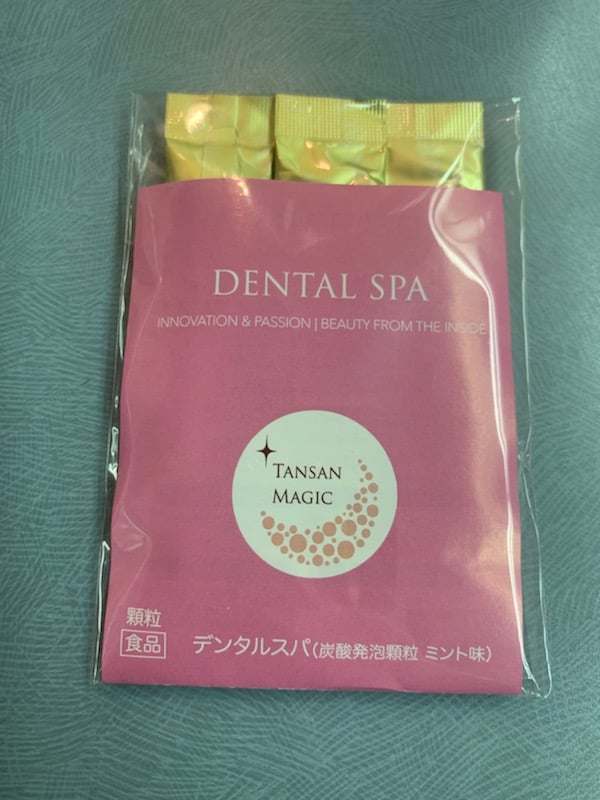 DENTAL SPA
INNOVATION & PASSION | BEAUTY FROM THE INSIDE
TANSAN
MAGIC
顆粒
食品
デンタルスパ(炭酸発泡顆粒 ミント味)